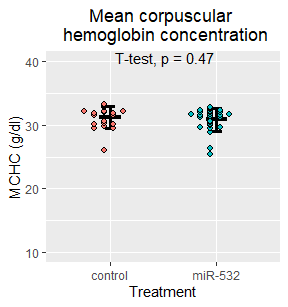 Mean corpuscular
hemoglobin concentration
T-test, p = 0.47
40
30
20
10
MCHC (g/dl)
control
miR-532
Treatment